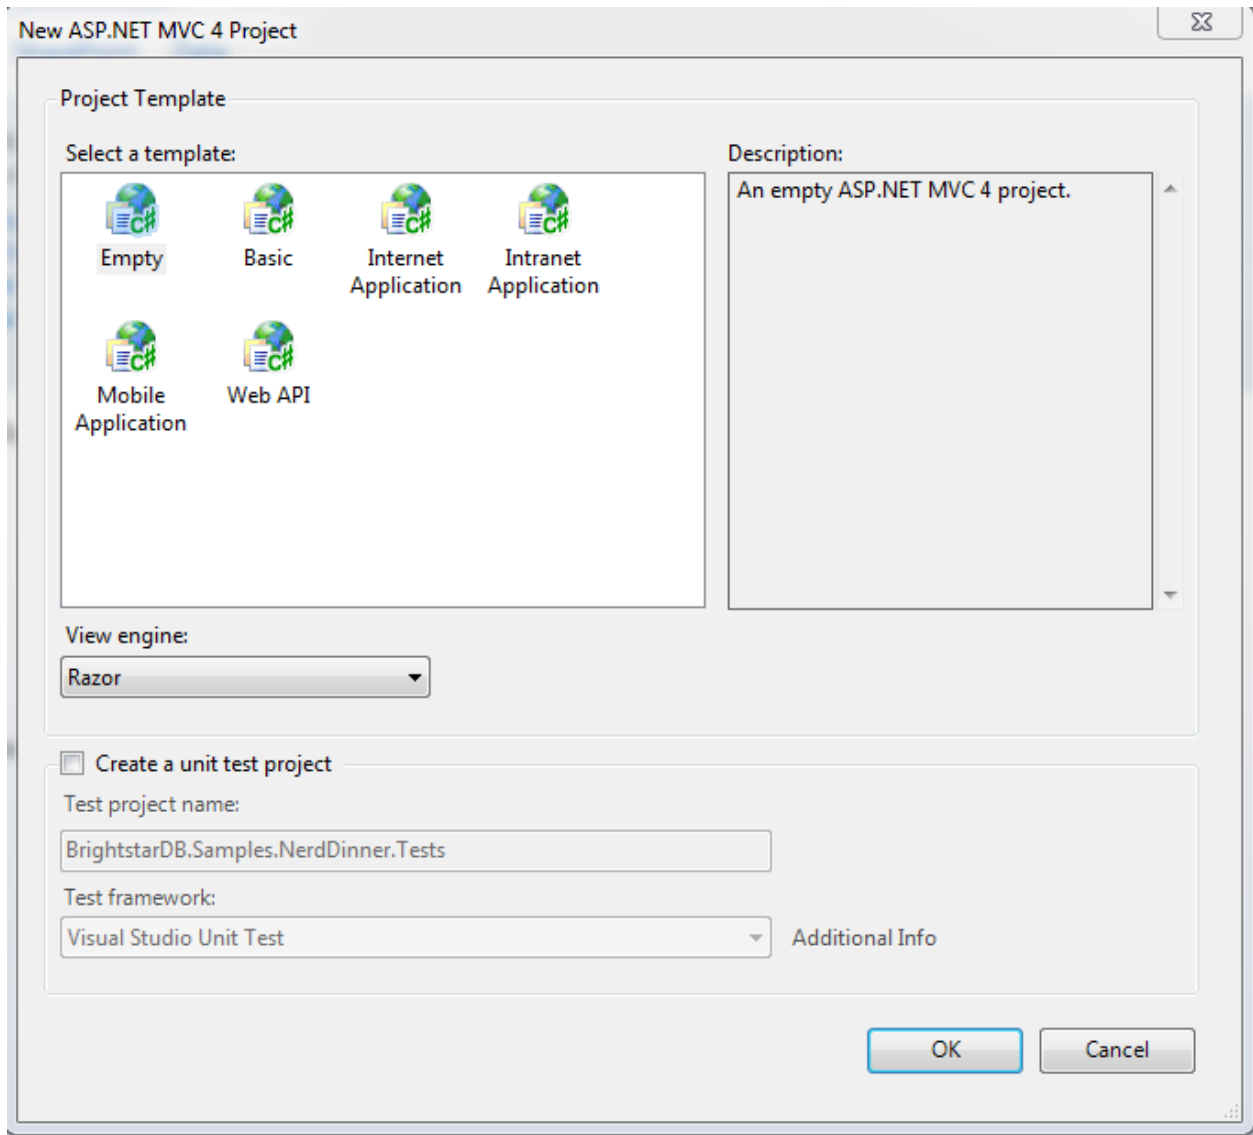 New ASP.NET MVC 4 Project
Project Template
Select a template:
Description:
An empty ASP.NET MVC 4 project.
Empty
Basic
Internet
Application
Intranet
Application
Mobile
Application
Web API
View engine:
Razor
Create a unit test project
Test project name:
BrightstarDB.Samples.NerdDinner.Tests
Test framework:
Visual Studio Unit Test
Additional Info
OK
Cancel